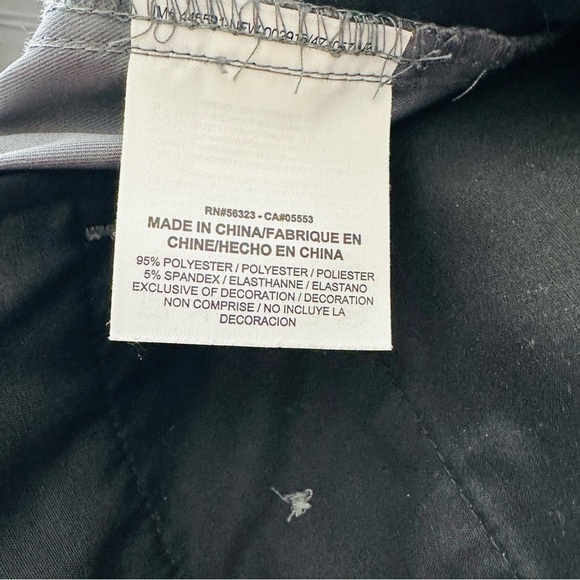 RN#56323 - CA#05553
MADE IN CHINA/FABRIQUE EN
CHINE/HECHO EN CHINA
95% POLYESTER / POLYESTER / POLIESTER
5% SPANDEX / ELASTHANNE / ELASTANO
EXCLUSIVE OF DECORATION / DECORATION
NON COMPRISE / NO INCLUYE LA
DECORACION